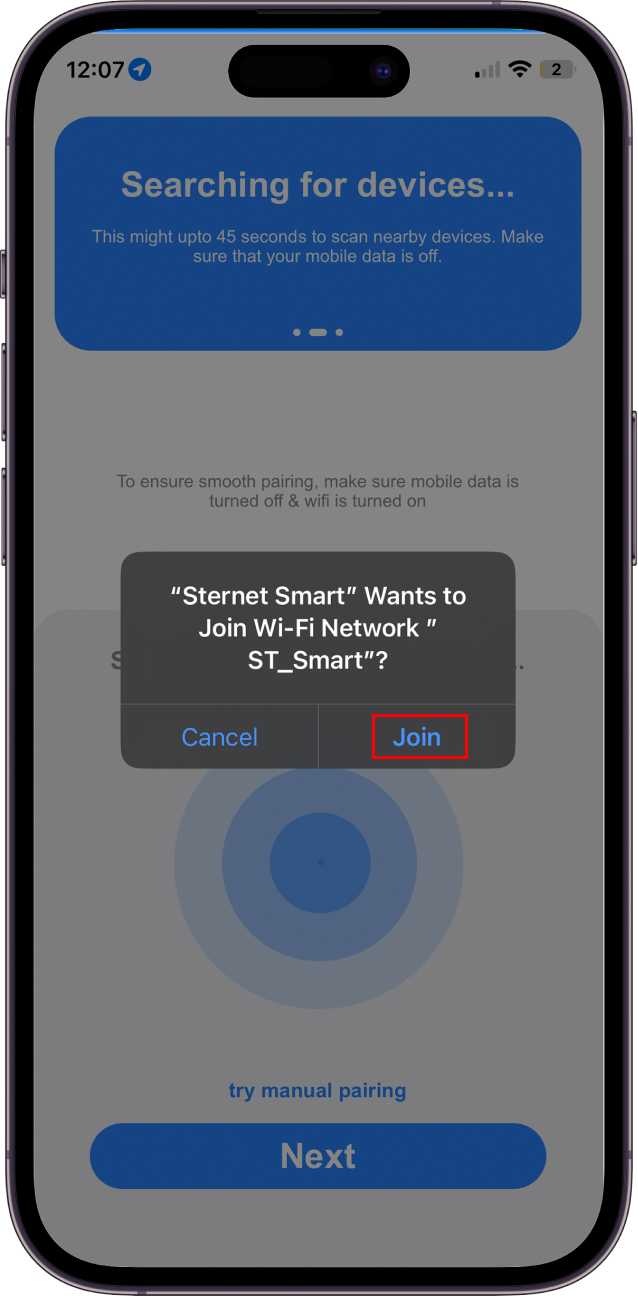 12:07
2
Searching for devices...
This might upto 45 seconds to scan nearby devices. Make
sure that your mobile data is off.
To ensure smooth pairing, make sure mobile data is
turned off & wifi is turned on
“Sternet Smart” Wants to
Join Wi-Fi Network ”
ST_Smart”?
Cancel
Join
try manual pairing
Next